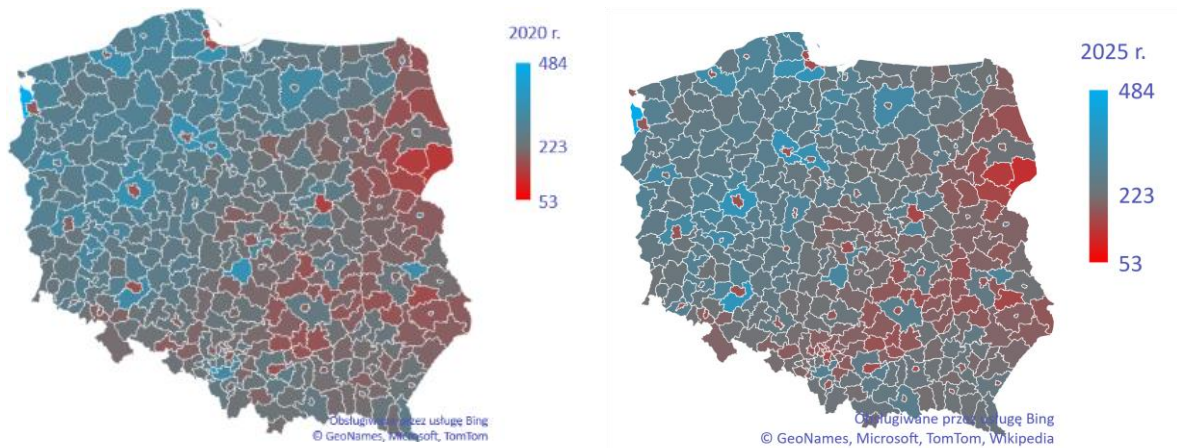 2020 r.
484
223
53
Obsługiwane przez usługę Bing
© GeoNames, Microsoft, TomTom
2025 r.
484
223
53
Obsługiwane przez usługę Bing
© GeoNames, Microsoft, TomTom, Wikipedia